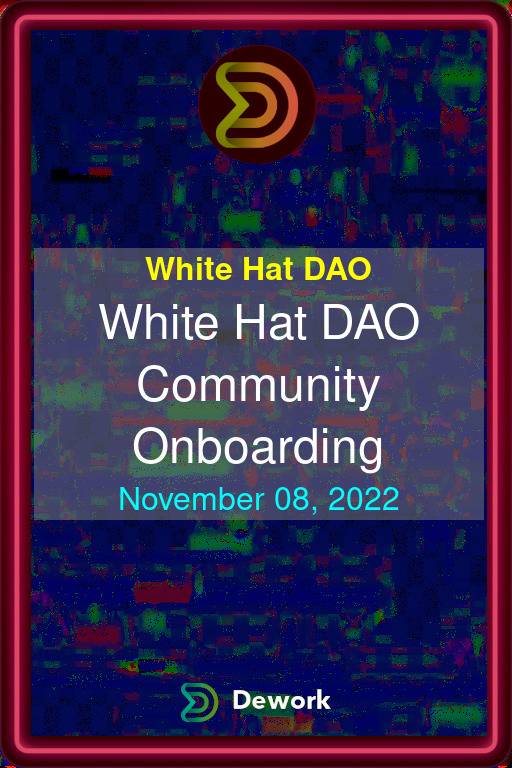 White Hat DAO
White Hat DAO
Community
Onboarding
November 08, 2022
Dework